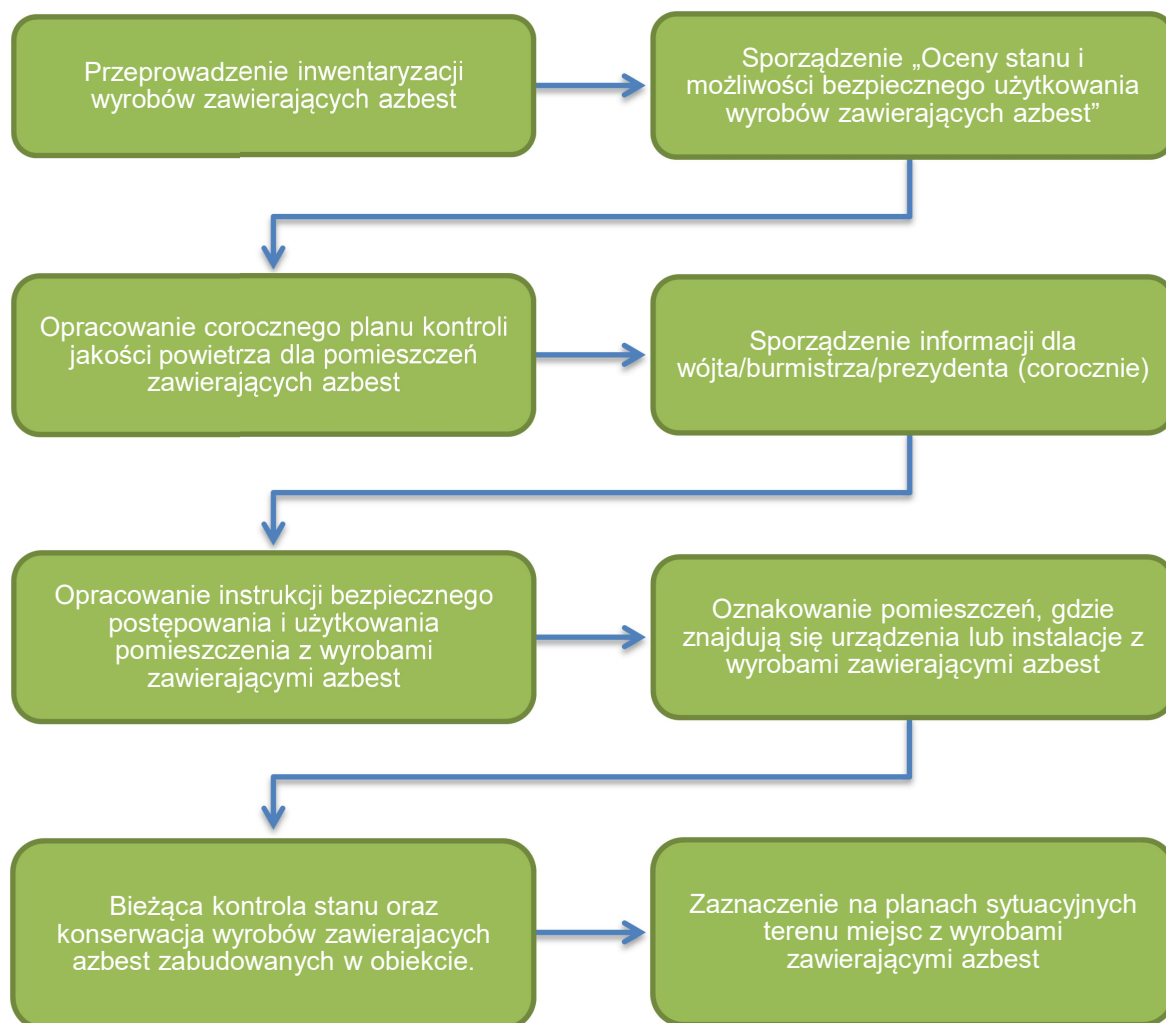 Przeprowadzenie inwentaryzacji
wyrobów zawierających azbest
Sporządzenie „Oceny stanu i
możliwości bezpiecznego użytkowania
wyrobów zawierających azbest”
Opracowanie corocznego planu kontroli
jakości powietrza dla pomieszczeń
zawierających azbest
Sporządzenie informacji dla
wójta/burmistrza/prezydenta (corocznie)
Opracowanie instrukcji bezpiecznego
postępowania i użytkowania
pomieszczenia z wyrobami
zawierającymi azbest
Oznakowanie pomieszczeń, gdzie
znajdują się urządzenia lub instalacje z
wyrobami zawierającymi azbest
Bieżąca kontrola stanu oraz
konserwacja wyrobów zawierajacych
azbest zabudowanych w obiekcie.
Zaznaczenie na planach sytuacyjnych
terenu miejsc z wyrobami
zawierającymi azbest